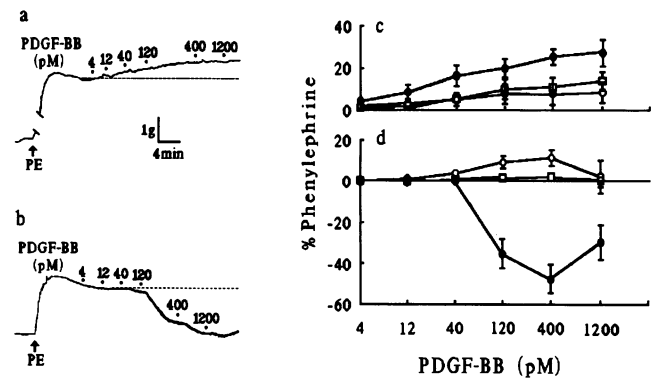 a
PDGF-BB
(pM)
4 12 40 120 400 1200
PE
1g
4min
b
PDGF-BB
(pM)
4 12 40 120
400
1200
PE
% Phenylephrine
c
40
20
0
d
20
0
-20
-40
-60
4 12 40 120 400 1200
PDGF-BB (pM)